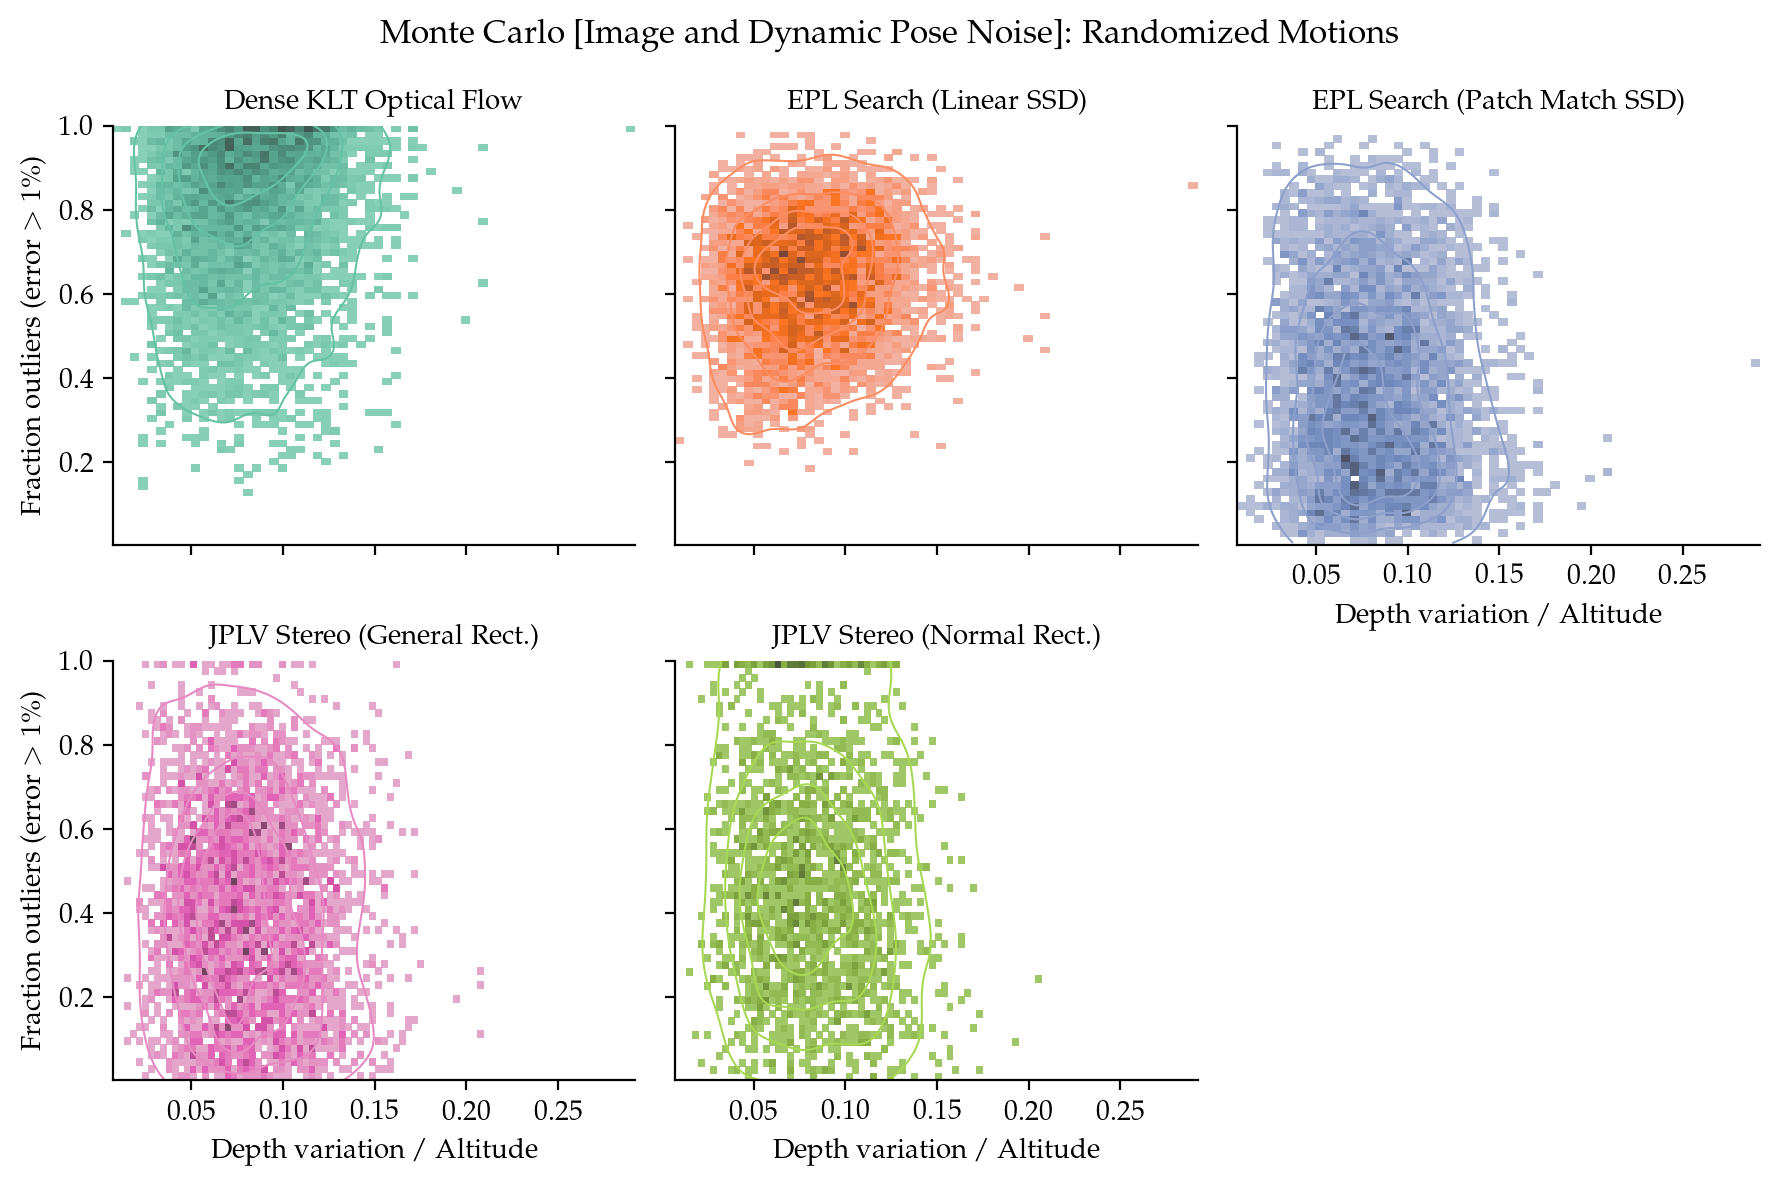 Monte Carlo [Image and Dynamic Pose Noise]: Randomized Motions
Dense KLT Optical Flow
EPL Search (Linear SSD)
EPL Search (Patch Match SSD)
Fraction outliers (error > 1%)
1.0
0.8
0.6
0.4
0.2
0.05 0.10 0.15 0.20 0.25
Depth variation / Altitude
JPLV Stereo (General Rect.)
JPLV Stereo (Normal Rect.)
Fraction outliers (error > 1%)
1.0
0.8
0.6
0.4
0.2
0.05 0.10 0.15 0.20 0.25
Depth variation / Altitude
0.05 0.10 0.15 0.20 0.25
Depth variation / Altitude